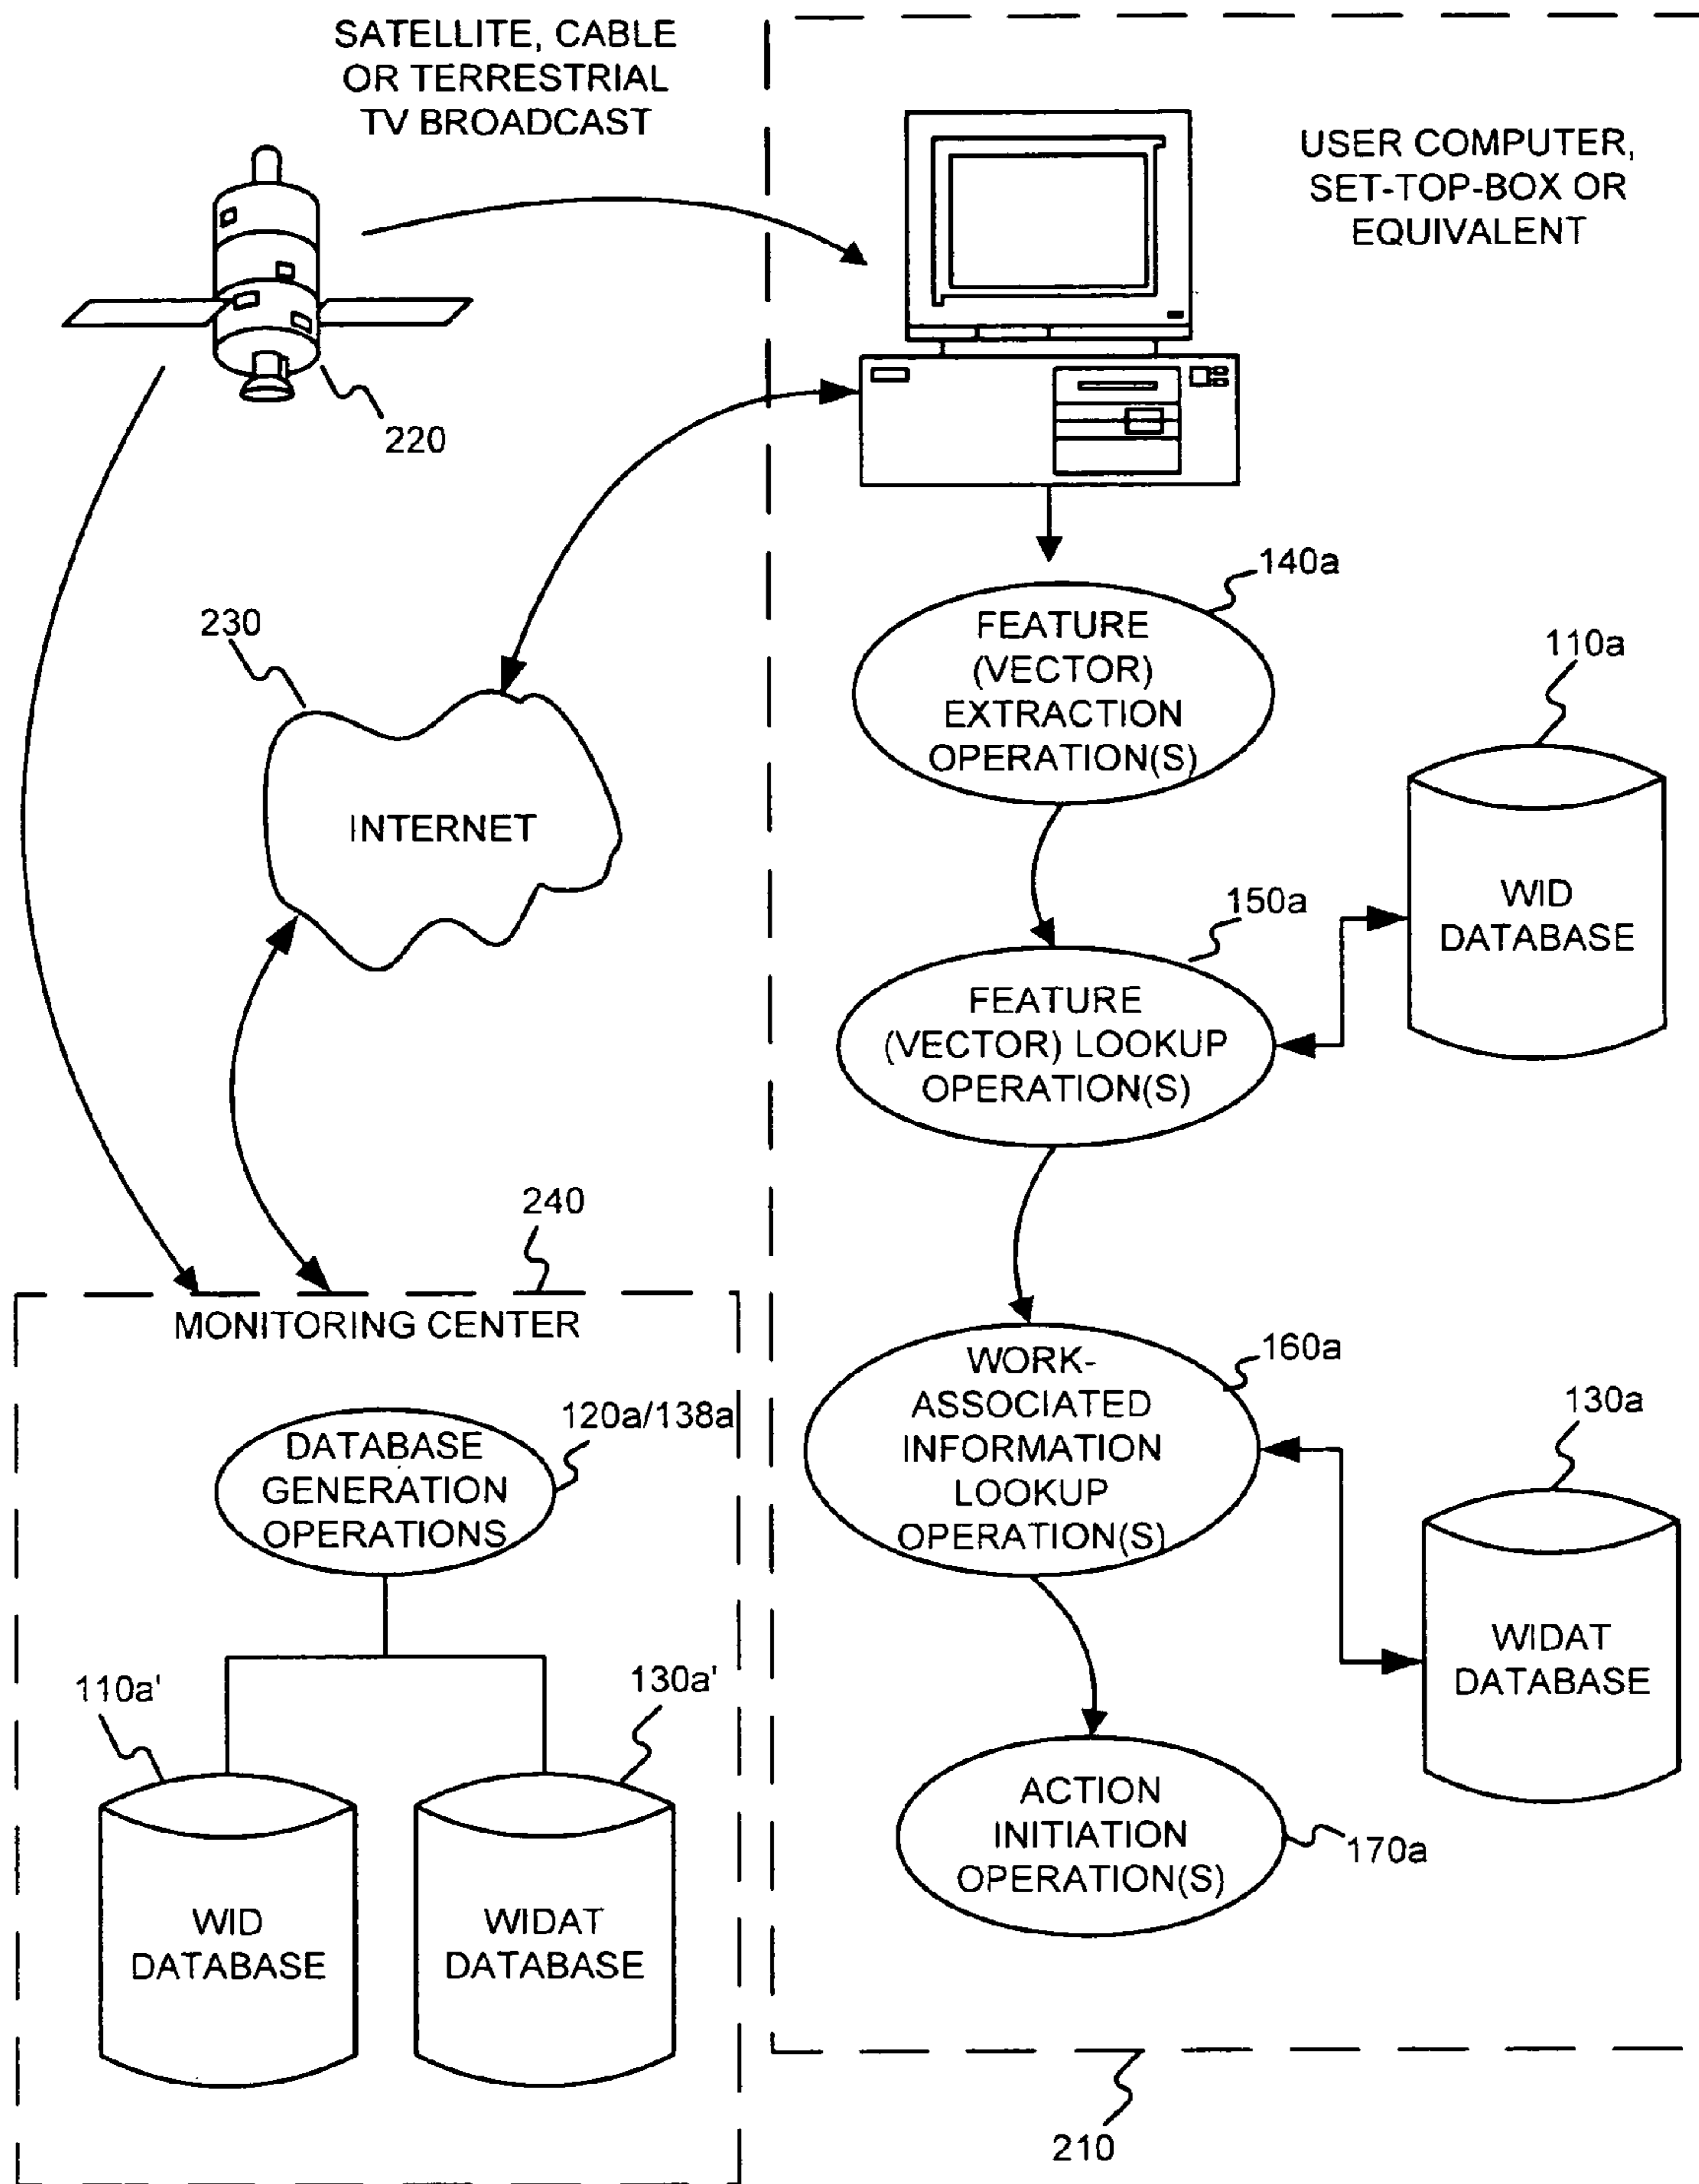 SATELLITE, CABLE
OR TERRESTRIAL
TV BROADCAST
USER COMPUTER,
SET-TOP-BOX OR
EQUIVALENT
220
140a
FEATURE
(VECTOR)
EXTRACTION
OPERATION(S)
230
INTERNET
110a
WID
DATABASE
150a
FEATURE
(VECTOR) LOOKUP
OPERATION(S)
240
MONITORING CENTER
160a
WORK-
ASSOCIATED
INFORMATION
LOOKUP
OPERATION(S)
130a
WIDAT
DATABASE
120a/138a
DATABASE
GENERATION
OPERATIONS
110a'
130a'
WID
DATABASE
WIDAT
DATABASE
ACTION
INITIATION
OPERATION(S)
170a
210